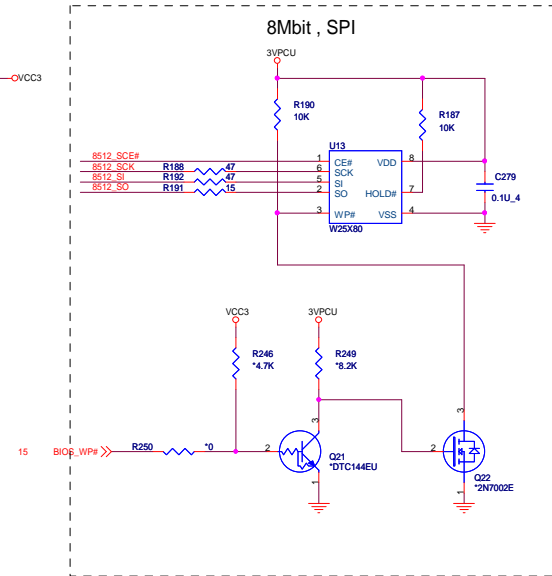 8Mbit , SPI
3VPCU
VCC3
R190
10K
R187
10K
U13
8512_SCE#
1
CE#
VDD
8
8512_SCK
R188
47
6
SCK
8512_SI
R192
47
5
SI
8512_SO
R191
15
2
SO
HOLD#
7
C279
0.1U_4
3
WP#
VSS
4
W25X80
VCC3
3VPCU
R246
*4.7K
R249
*8.2K
3
3
15
BIOS_WP#
R250
*0
2
2
Q21
*DTC144EU
1
Q22
*2N7002E
1